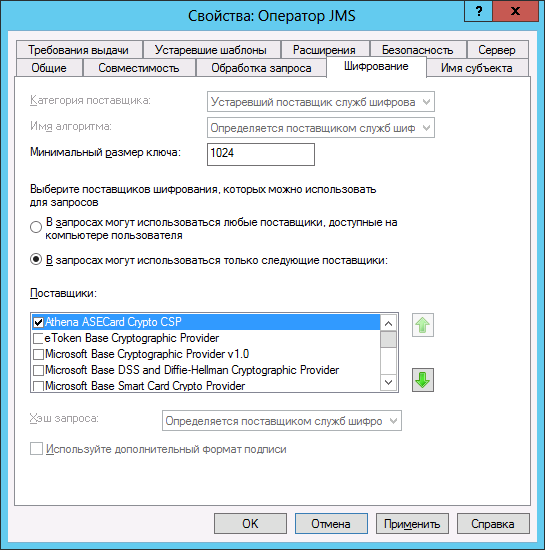 Свойства: Оператор JMS
?
Требования выдачи Устаревшие шаблоны Расширения Безопасность Сервер
Общие Совместимость Обработка запроса Шифрование Имя субъекта
Категория поставщика: Устаревший поставщик служб шифрова
Имя алгоритма: Определяется поставщиком служб шиф
Минимальный размер ключа: 1024
Выберите поставщиков шифрования, которых можно использовать
для запросов
В запросах могут использоваться любые поставщики, доступные на
компьютере пользователя
В запросах могут использоваться только следующие поставщики:
Поставщики:
Athena ASECard Crypto CSP
eToken Base Cryptographic Provider
Microsoft Base Cryptographic Provider v1.0
Microsoft Base DSS and Diffie-Hellman Cryptographic Provider
Microsoft Base Smart Card Crypto Provider
Хэш запроса: Определяется поставщиком служб шифро
Используйте дополнительный формат подписи
OK Отмена Применить Справка